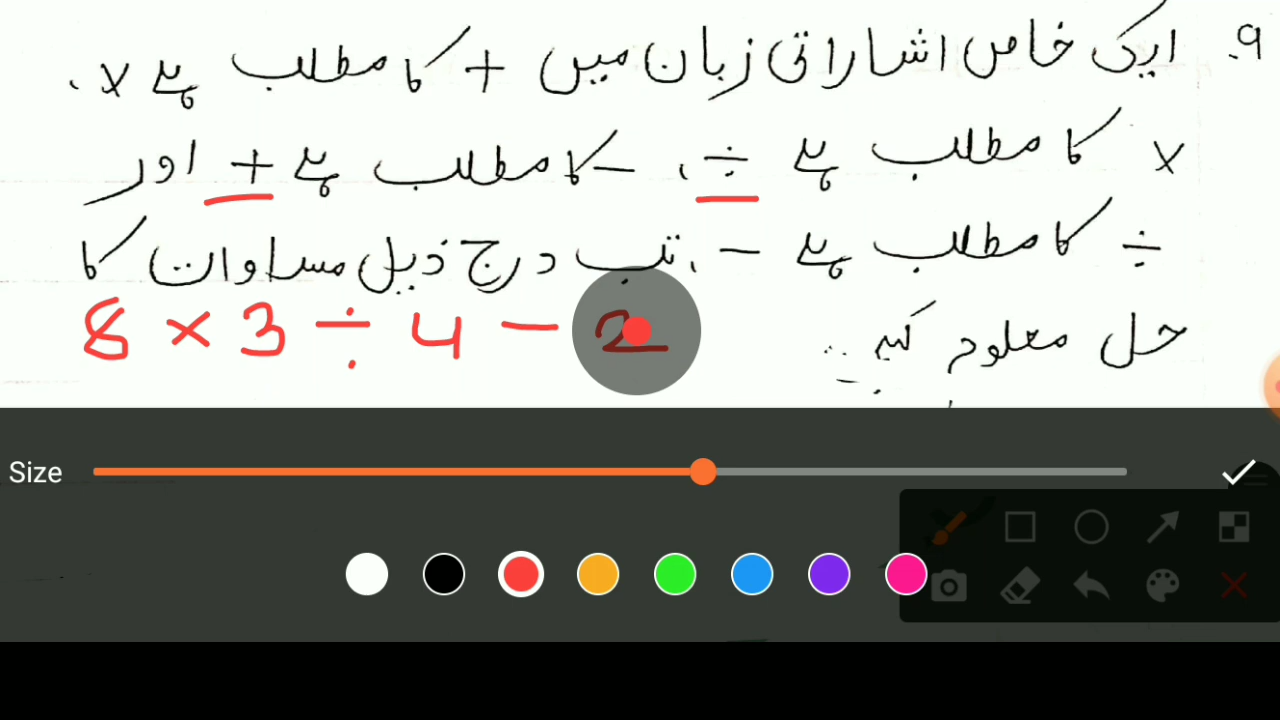 9. ایک خاص اشاراتی زبان میں + کا مطلب ہے ×،
× کا مطلب ہے ÷، − کا مطلب ہے + اور
÷ کا مطلب ہے −، تب درج ذیل مساوات کا
حل معلوم کیجیے۔
8 × 3 ÷ 4 − 2
Size